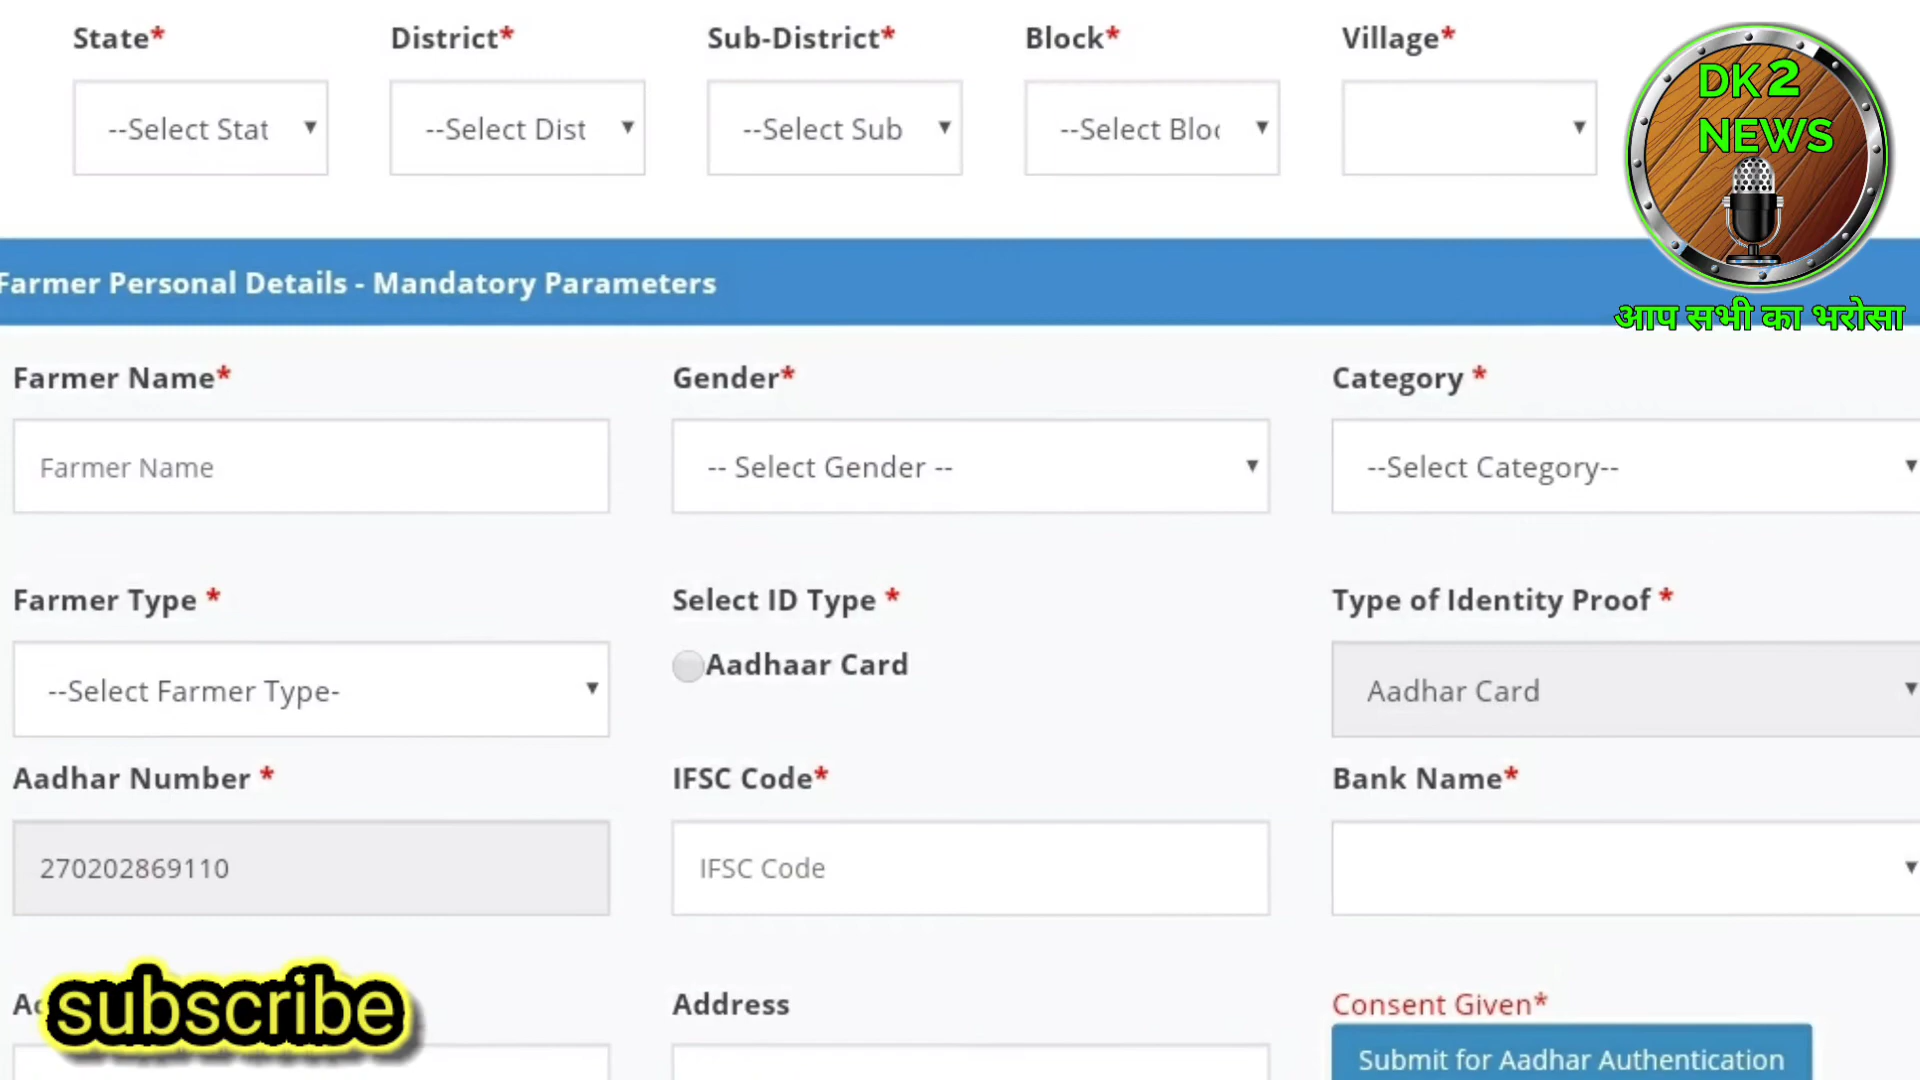 State* District* Sub-District* Block* Village*
--Select Stat --Select Dist --Select Sub --Select Bloc
DK2
NEWS
आप सभी का भरोसा
Farmer Personal Details - Mandatory Parameters
Farmer Name* Gender* Category *
Farmer Name -- Select Gender -- --Select Category--
Farmer Type * Select ID Type * Type of Identity Proof *
--Select Farmer Type- Aadhaar Card Aadhar Card
Aadhar Number * IFSC Code* Bank Name*
270202869110 IFSC Code
subscribe Address Consent Given*
Submit for Aadhar Authentication